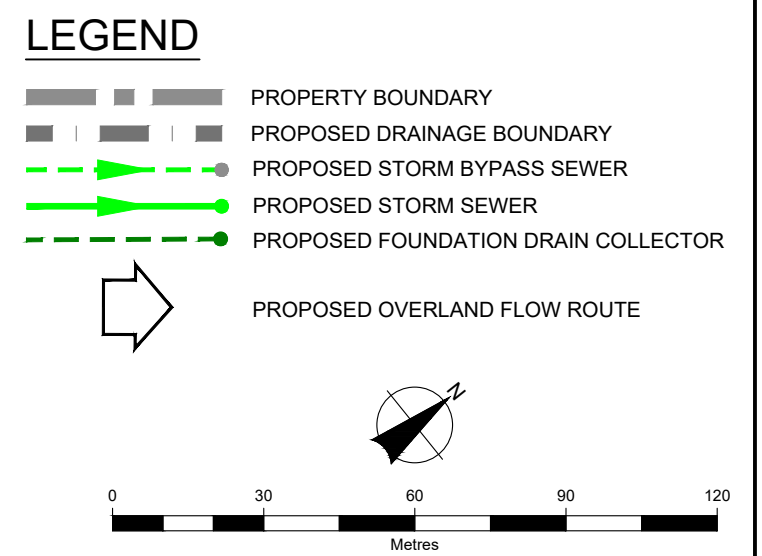 LEGEND
PROPERTY BOUNDARY
PROPOSED DRAINAGE BOUNDARY
PROPOSED STORM BYPASS SEWER
PROPOSED STORM SEWER
PROPOSED FOUNDATION DRAIN COLLECTOR
PROPOSED OVERLAND FLOW ROUTE
N
0 30 60 90 120
Metres